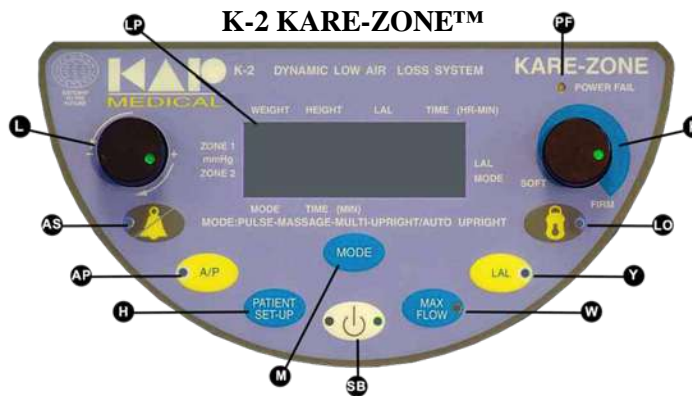 K-2 KARE-ZONE™
LP
PF
KAP
MEDICAL
K-2 DYNAMIC LOW AIR LOSS SYSTEM
KARE-ZONE
POWER FAIL
WEIGHT HEIGHT LAL TIME (HR-MIN)
L
- +
ZONE 1
mmHg
ZONE 2
LAL
MODE
SOFT
FIRM
MODE TIME (MIN)
MODE:PULSE-MASSAGE-MULTI-UPRIGHT/AUTO UPRIGHT
AS
LO
MODE
AP
A/P
LAL
Y
H
PATIENT
SET-UP
MAX
FLOW
W
M
SB